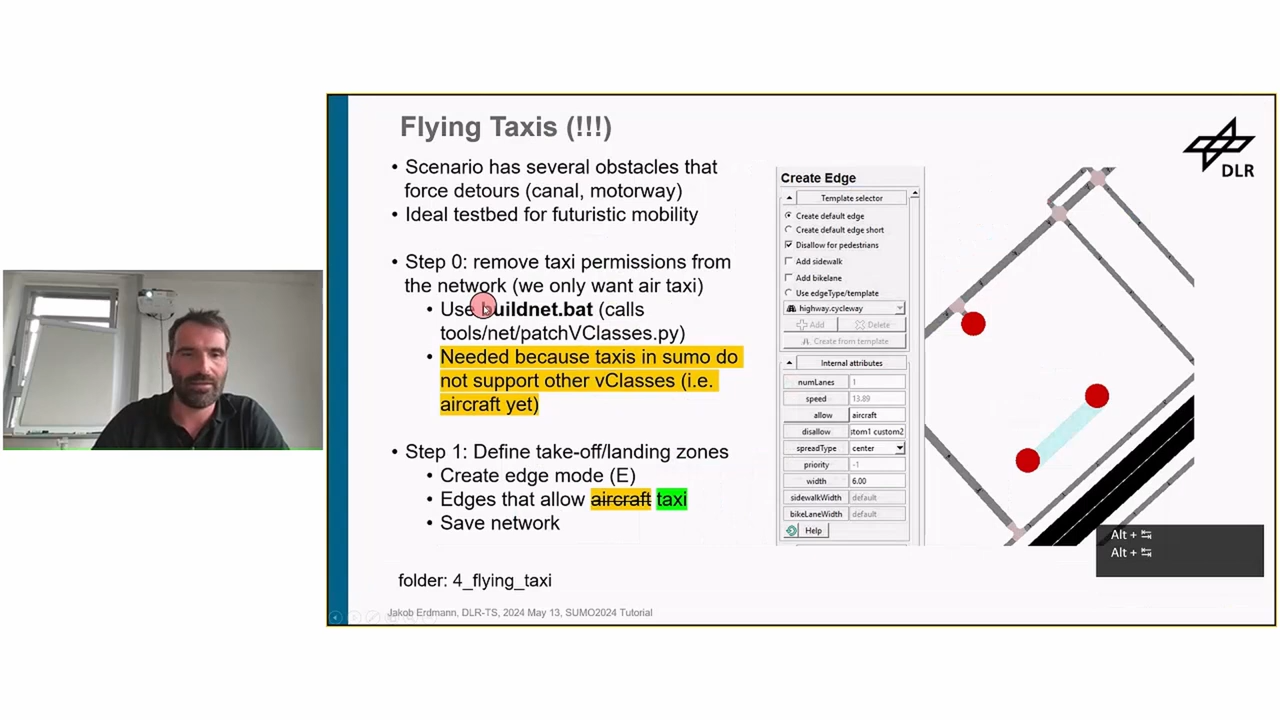 Flying Taxis (!!!)
DLR
• Scenario has several obstacles that
force detours (canal, motorway)
• Ideal testbed for futuristic mobility
• Step 0: remove taxi permissions from
the network (we only want air taxi)
• Use buildnet.bat (calls
tools/net/patchVClasses.py)
• Needed because taxis in sumo do
not support other vClasses (i.e.
aircraft yet)
• Step 1: Define take-off/landing zones
• Create edge mode (E)
• Edges that allow aircraft taxi
• Save network
folder: 4_flying_taxi
Jakob Erdmann, DLR-TS, 2024 May 13, SUMO2024 Tutorial
Create Edge
Template selector
Create default edge
Create default edge short
Disallow for pedestrians
Add sidewalk
Add bikelane
Use edgeType/template
highway.cycleway
Add Delete
Create from template
Internal attributes
numLanes 1
speed 13.89
allow aircraft
disallow stom1 custom2
spreadType center
priority -1
width 6.00
sidewalkWidth default
bikeLaneWidth default
Help
Alt + ↹
Alt + ↹